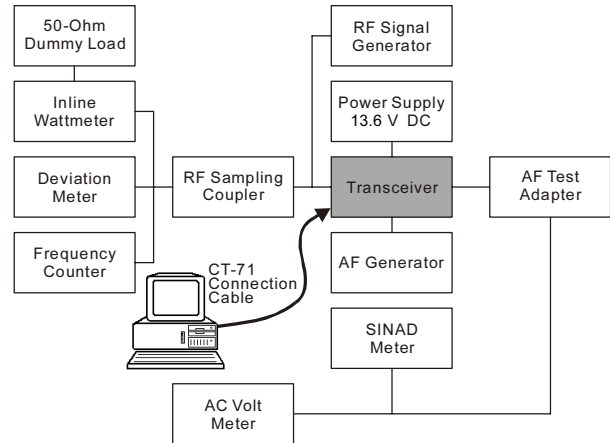 50-Ohm
Dummy Load
RF Signal
Generator
Inline
Wattmeter
Power Supply
13.6 V DC
Deviation
Meter
RF Sampling
Coupler
Transceiver
AF Test
Adapter
Frequency
Counter
CT-71
Connection
Cable
AF Generator
SINAD
Meter
AC Volt
Meter